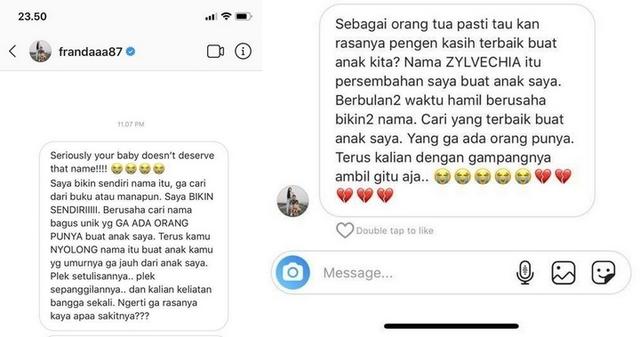 23.50
frandaaa87
11.07 PM
Seriously your baby doesn't deserve
that name!!!! 😭😭😭😭
Saya bikin sendiri nama itu, ga cari
dari buku atau manapun. Saya BIKIN
SENDIRIIIII. Berusaha cari nama
bagus unik yg GA ADA ORANG
PUNYA buat anak saya. Terus kamu
NYOLONG nama itu buat anak kamu
yg umurnya ga jauh dari anak saya.
Plek setulisannya.. plek
sepanggilannya.. dan kalian keliatan
bangga sekali. Ngerti ga rasanya
kaya apaa sakitnya???
Sebagai orang tua pasti tau kan
rasanya pengen kasih terbaik buat
anak kita? Nama ZYLVECHIA itu
persembahan saya buat anak saya.
Berbulan2 waktu hamil berusaha
bikin2 nama. Cari yang terbaik buat
anak saya. Yang ga ada orang punya.
Terus kalian dengan gampangnya
ambil gitu aja.. 😭😭😭😭😭💔💔
💔💔💔
Double tap to like
Message...